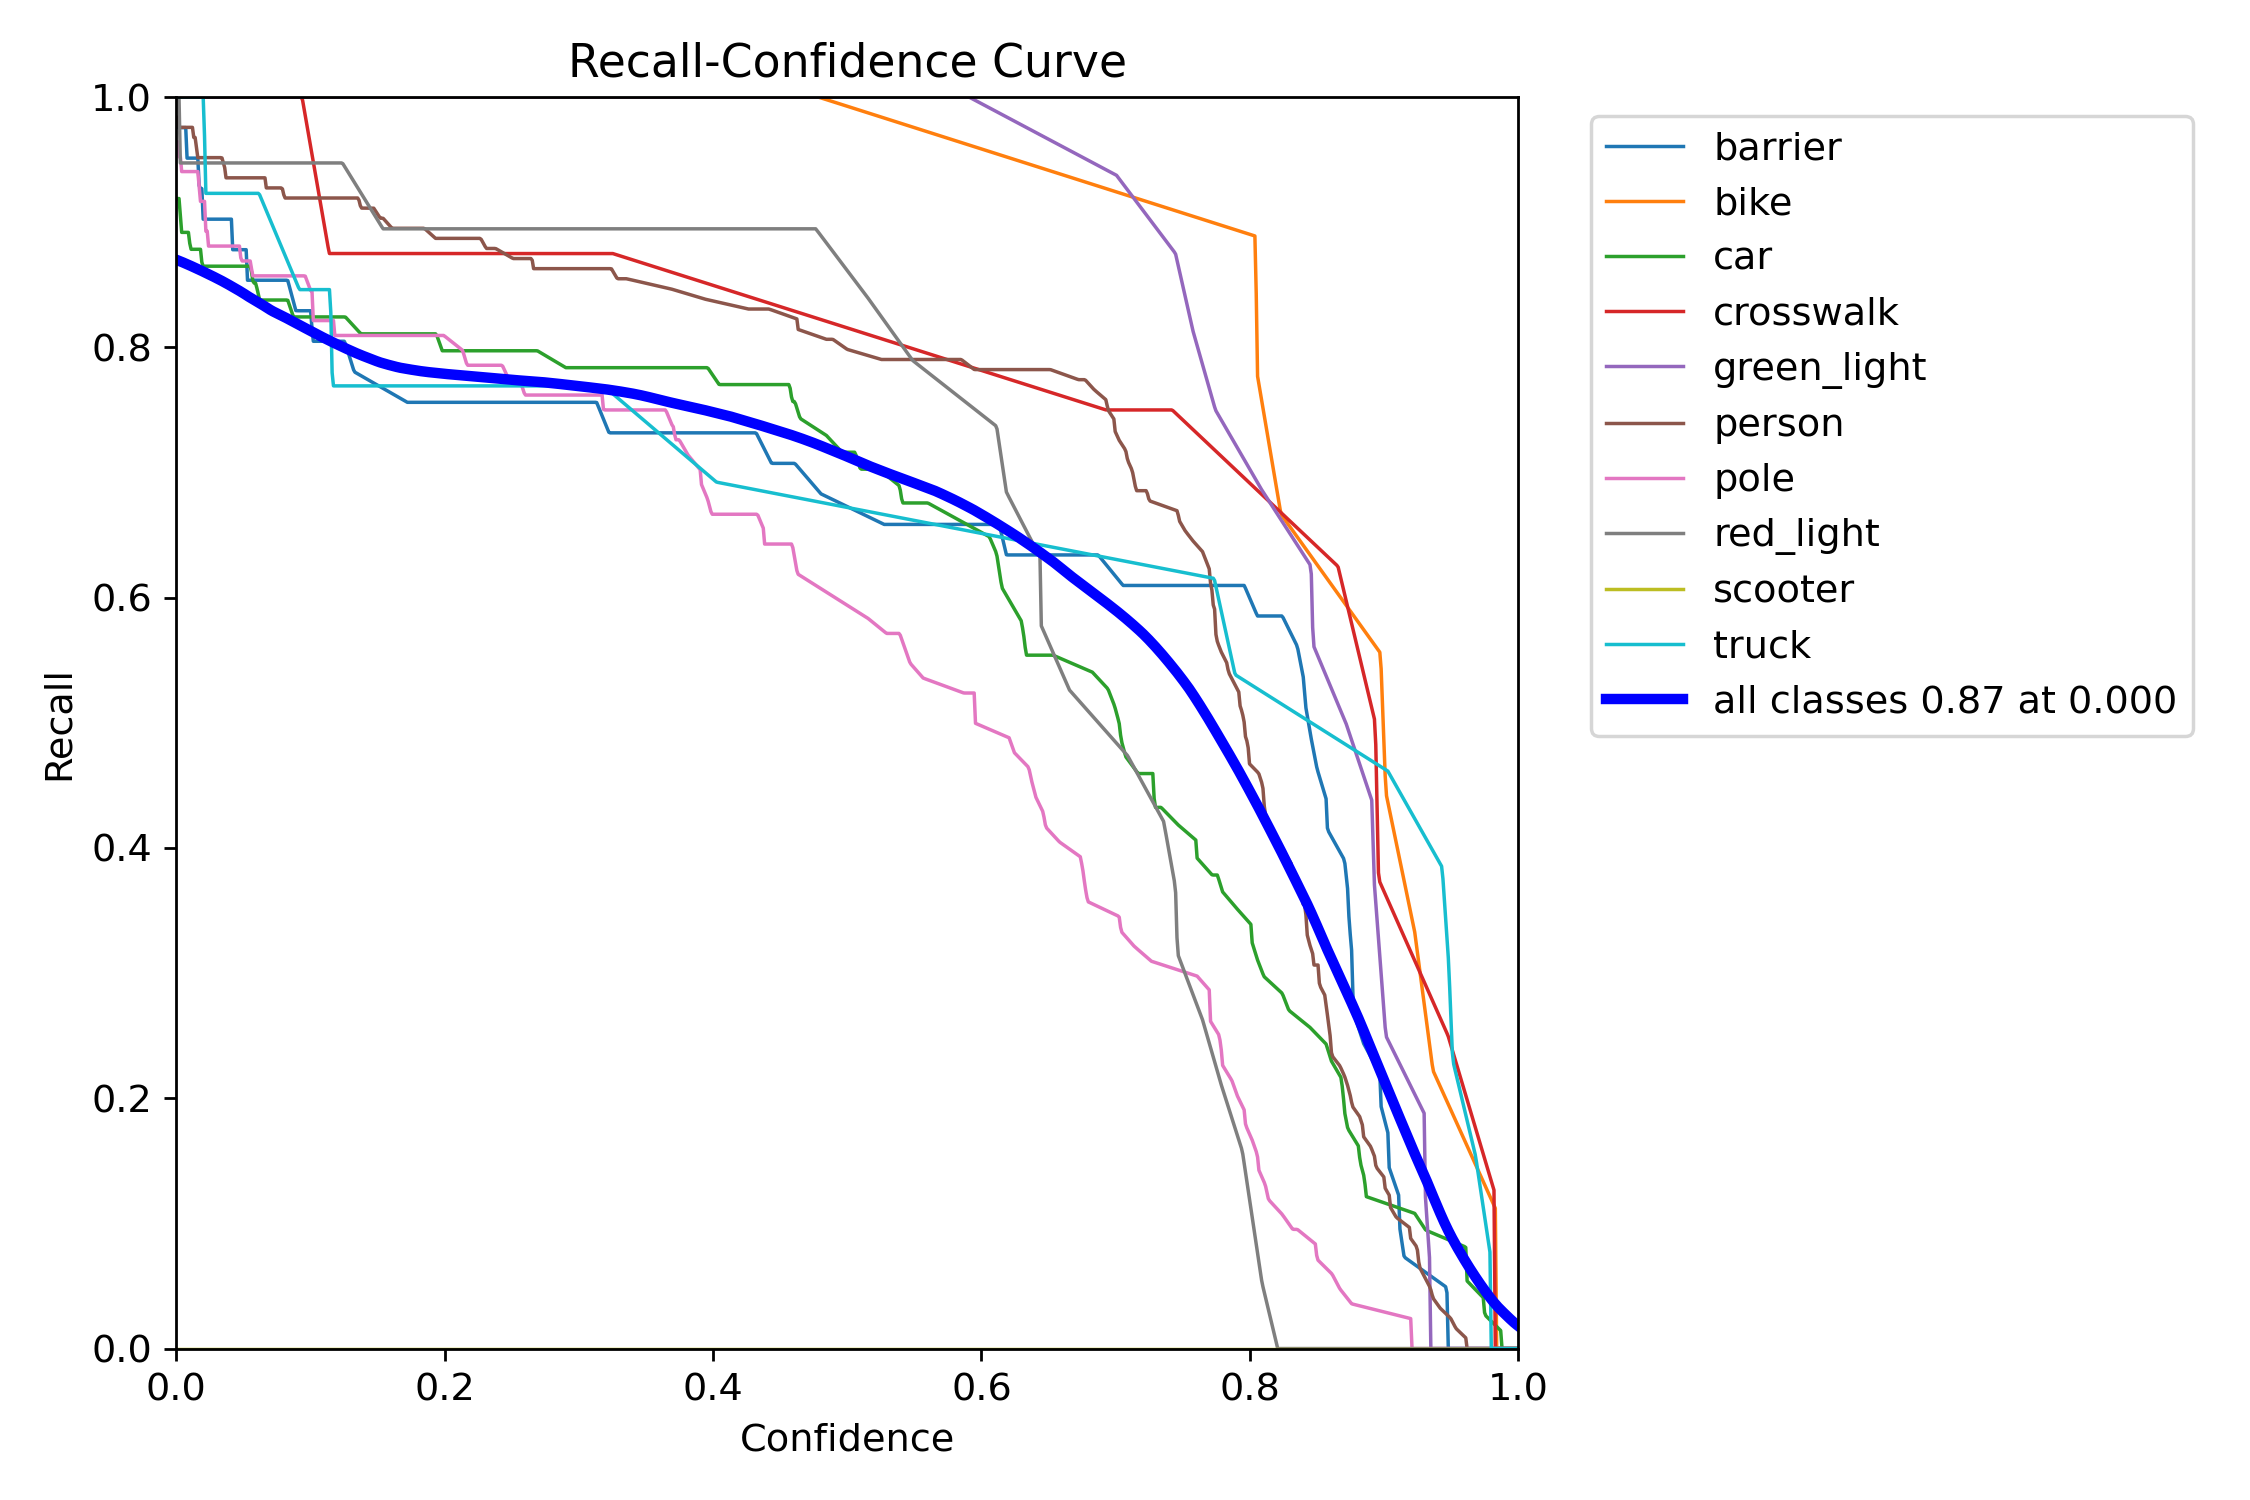 Recall-Confidence Curve
1.0
0.8
0.6
0.4
0.2
0.0
Recall
0.0 0.2 0.4 0.6 0.8 1.0
Confidence
barrier
bike
car
crosswalk
green_light
person
pole
red_light
scooter
truck
all classes 0.87 at 0.000